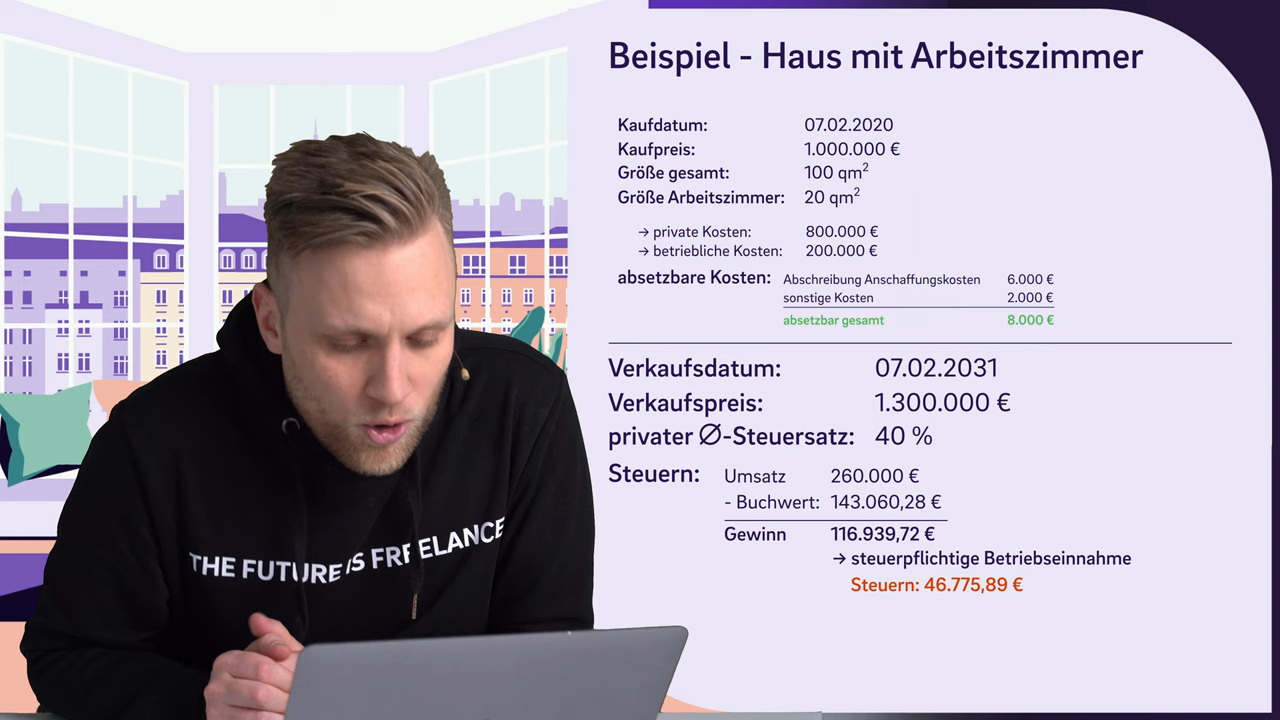 Beispiel - Haus mit Arbeitszimmer
Kaufdatum: 07.02.2020
Kaufpreis: 1.000.000 €
Größe gesamt: 100 qm²
Größe Arbeitszimmer: 20 qm²
→ private Kosten: 800.000 €
→ betriebliche Kosten: 200.000 €
absetzbare Kosten: Abschreibung Anschaffungskosten 6.000 €
sonstige Kosten 2.000 €
absetzbar gesamt 8.000 €
Verkaufsdatum: 07.02.2031
Verkaufspreis: 1.300.000 €
privater Ø-Steuersatz: 40 %
Steuern: Umsatz 260.000 €
- Buchwert: 143.060,28 €
Gewinn 116.939,72 €
→ steuerpflichtige Betriebseinnahme
Steuern: 46.775,89 €
THE FUTURE IS FREELANCE